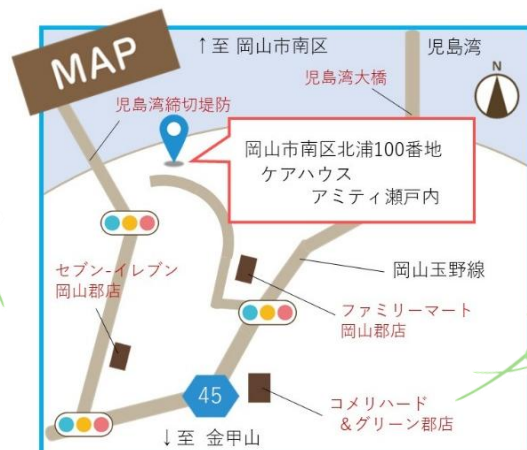 MAP
↑至 岡山市南区
児島湾
児島湾大橋
N
児島湾締切堤防
岡山市南区北浦100番地
ケアハウス
アミティ瀬戸内
セブン-イレブン
岡山郡店
岡山玉野線
ファミリーマート
岡山郡店
45
コメリハード
＆グリーン郡店
↓至 金甲山